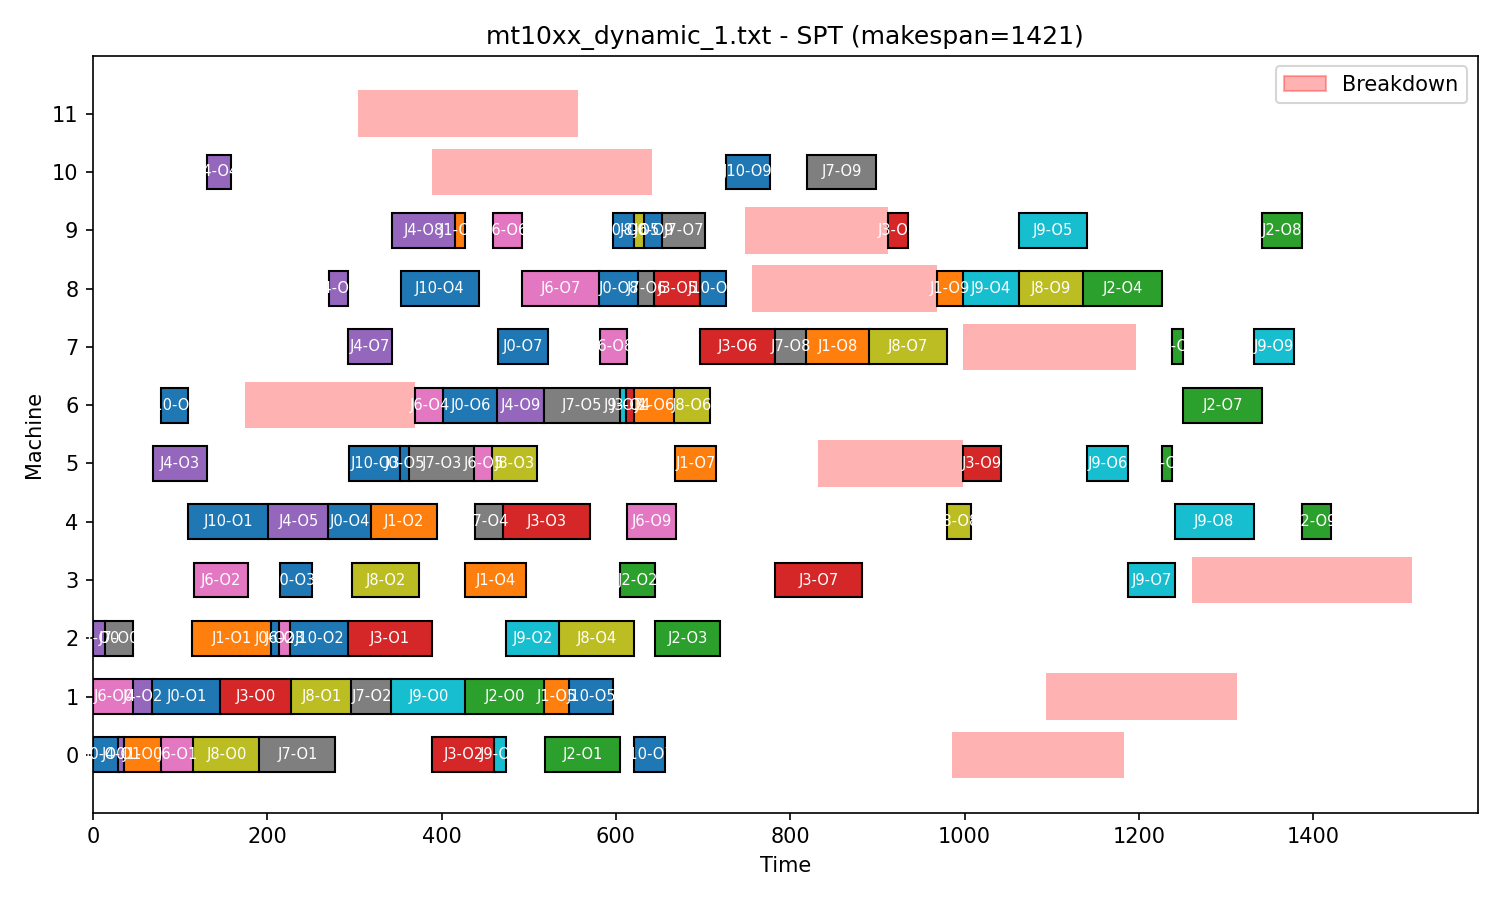 mt10xx_dynamic_1.txt - SPT (makespan=1421)
Breakdown
Machine
11
10
J10-O9 J7-O9
9
J4-O8 J7-O7 J9-O5 J2-O8
8
J10-O4 J6-O7 J1-O9 J9-O4 J8-O9 J2-O4
7
J4-O7 J0-O7 J3-O6 J7-O8 J1-O8 J8-O7 J9-O9
6
J6-O4 J0-O6 J4-O9 J7-O5 J8-O6 J2-O7
5
J4-O3 J7-O3 J8-O3 J1-O7 J3-O9 J9-O6
4
J10-O1 J4-O5 J0-O4 J1-O2 J3-O3 J6-O9 J9-O8
3
J6-O2 J8-O2 J1-O4 J2-O2 J3-O7 J9-O7
2
J1-O1 J10-O2 J3-O1 J9-O2 J8-O4 J2-O3
1
J0-O1 J3-O0 J8-O1 J7-O2 J9-O0 J2-O0 J10-O5
0
J8-O0 J7-O1 J3-O2 J2-O1
0 200 400 600 800 1000 1200 1400
Time